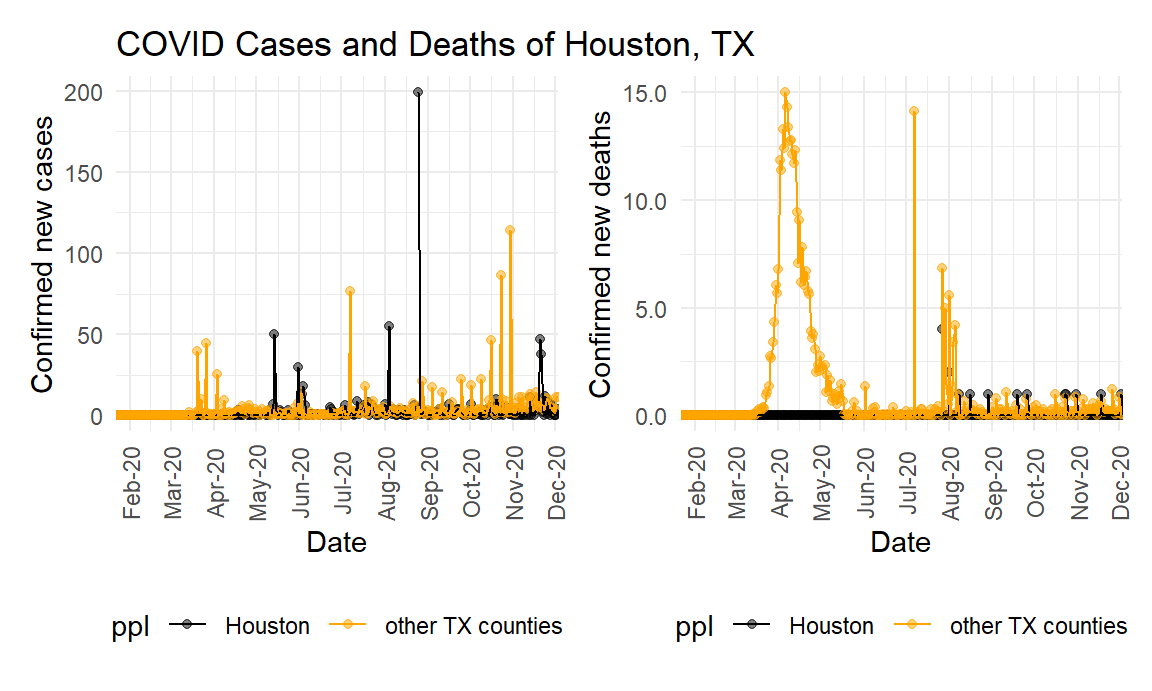 COVID Cases and Deaths of Houston, TX
Confirmed new cases
200
150
100
50
0
Feb-20
Mar-20
Apr-20
May-20
Jun-20
Jul-20
Aug-20
Sep-20
Oct-20
Nov-20
Dec-20
Date
ppl Houston other TX counties
Confirmed new deaths
15.0
10.0
5.0
0.0
Feb-20
Mar-20
Apr-20
May-20
Jun-20
Jul-20
Aug-20
Sep-20
Oct-20
Nov-20
Dec-20
Date
ppl Houston other TX counties